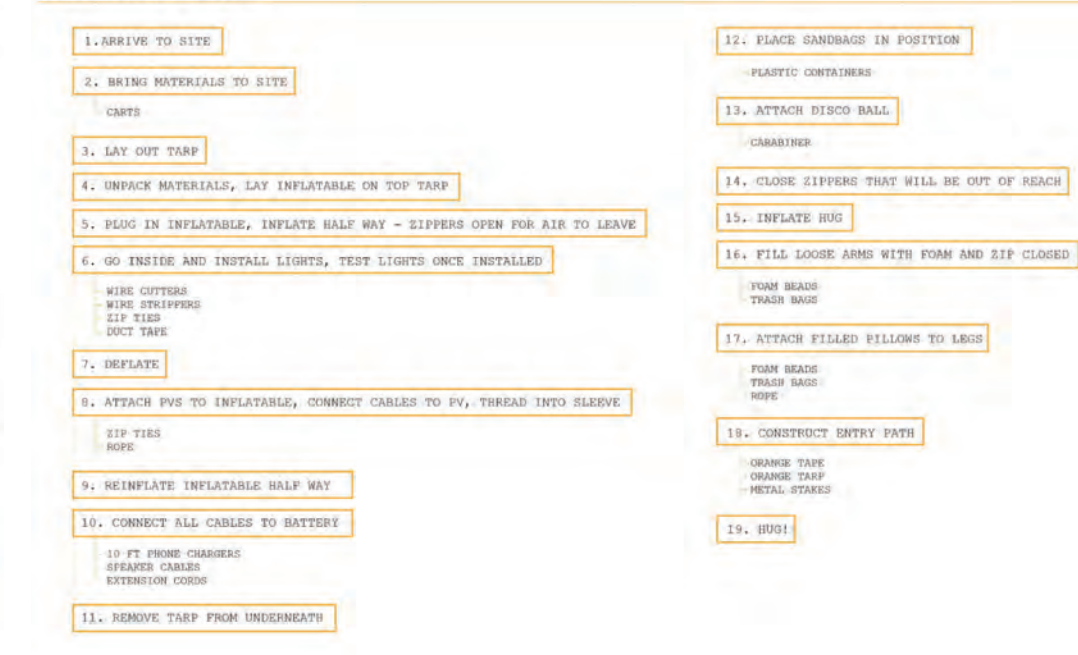 1.ARRIVE TO SITE
2. BRING MATERIALS TO SITE
CARTS
3. LAY OUT TARP
4. UNPACK MATERIALS, LAY INFLATABLE ON TOP TARP
5. PLUG IN INFLATABLE, INFLATE HALF WAY - ZIPPERS OPEN FOR AIR TO LEAVE
6. GO INSIDE AND INSTALL LIGHTS, TEST LIGHTS ONCE INSTALLED
WIRE CUTTERS
WIRE STRIPPERS
ZIP TIES
DUCT TAPE
7. DEFLATE
8. ATTACH PVS TO INFLATABLE, CONNECT CABLES TO PV, THREAD INTO SLEEVE
ZIP TIES
ROPE
9. REINFLATE INFLATABLE HALF WAY
10. CONNECT ALL CABLES TO BATTERY
10 FT PHONE CHARGERS
SPEAKER CABLES
EXTENSION CORDS
11. REMOVE TARP FROM UNDERNEATH
12. PLACE SANDBAGS IN POSITION
PLASTIC CONTAINERS
13. ATTACH DISCO BALL
CARABINER
14. CLOSE ZIPPERS THAT WILL BE OUT OF REACH
15. INFLATE HUG
16. FILL LOOSE ARMS WITH FOAM AND ZIP CLOSED
FOAM BEADS
TRASH BAGS
17. ATTACH FILLED PILLOWS TO LEGS
FOAM BEADS
TRASH BAGS
ROPE
18. CONSTRUCT ENTRY PATH
ORANGE TAPE
ORANGE TARP
METAL STAKES
19. HUG!